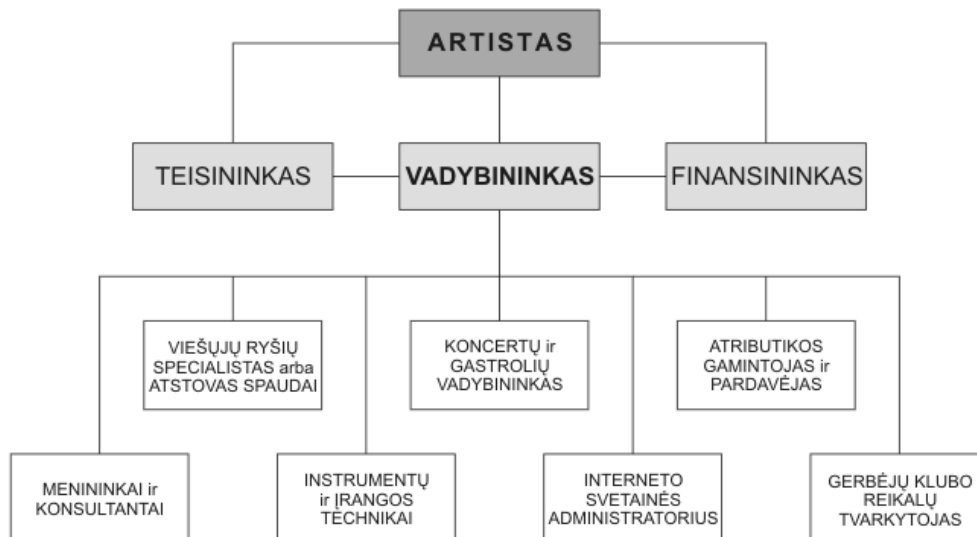 ARTISTAS
TEISININKAS
VADYBININKAS
FINANSININKAS
VIEŠŲJŲ RYŠIŲ
SPECIALISTAS arba
ATSTOVAS SPAUDAI
KONCERTŲ ir
GASTROLIŲ
VADYBININKAS
ATRIBUTIKOS
GAMINTOJAS ir
PARDAVĖJAS
MENININKAI ir
KONSULTANTAI
INSTRUMENTŲ
ir ĮRANGOS
TECHNIKAI
INTERNETO
SVETAINĖS
ADMINISTRATORIUS
GERBĖJŲ KLUBO
REIKALŲ
TVARKYTOJAS